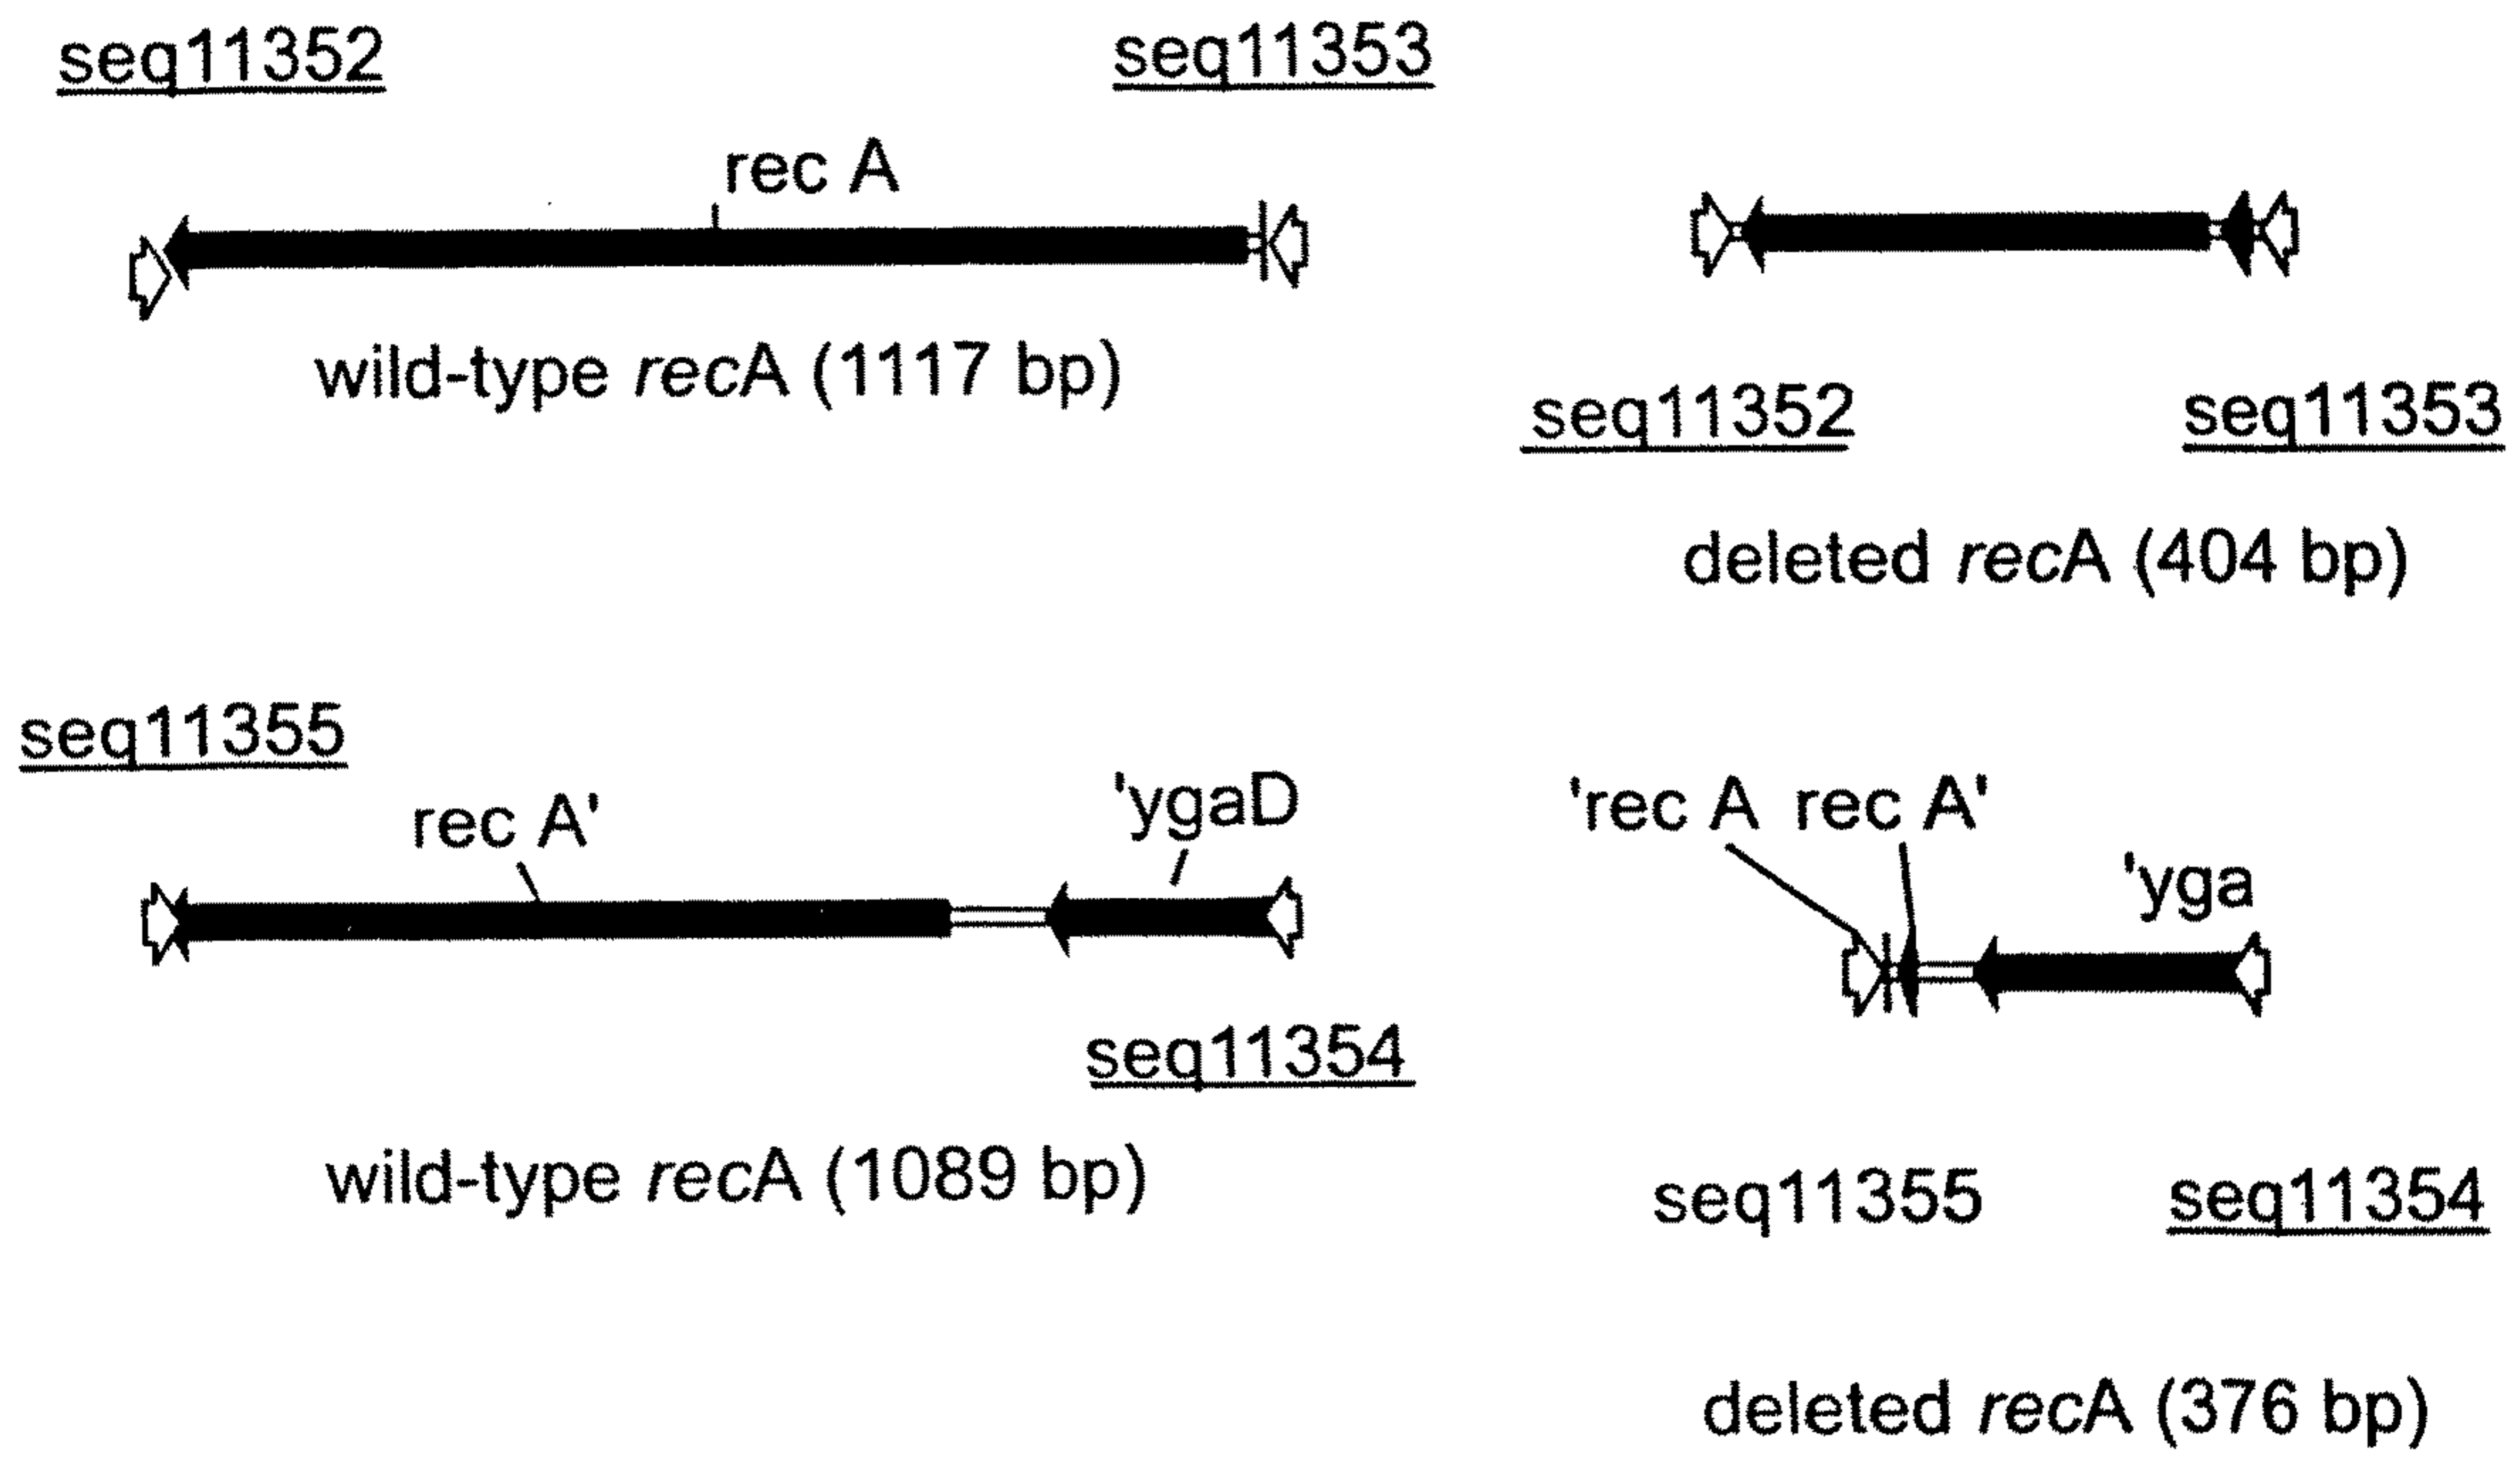 seq11352 seq11353
rec A
wild-type recA (1117 bp)
seq11352 seq11353
deleted recA (404 bp)
seq11355
rec A' 'ygaD
seq11354
wild-type recA (1089 bp)
'rec A rec A'
'yga
seq11355 seq11354
deleted recA (376 bp)